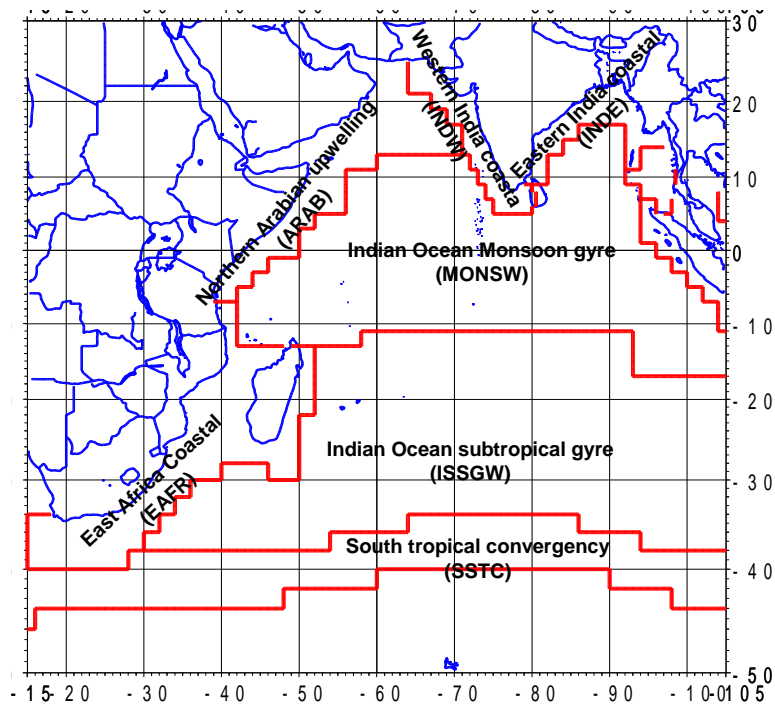 30
20
10
0
- 10
- 20
- 30
- 40
- 50
Western India coasta
(INDW)
Eastern India coastal
(INDE)
Northern Arabian upwelling
(ARAB)
Indian Ocean Monsoon gyre
(MONSW)
Indian Ocean subtropical gyre
(ISSGW)
East Africa Coastal
(EAFR)
South tropical convergency
(SSTC)
- 15 - 20 - 30 - 40 - 50 - 60 - 70 - 80 - 90 - 100 - 105